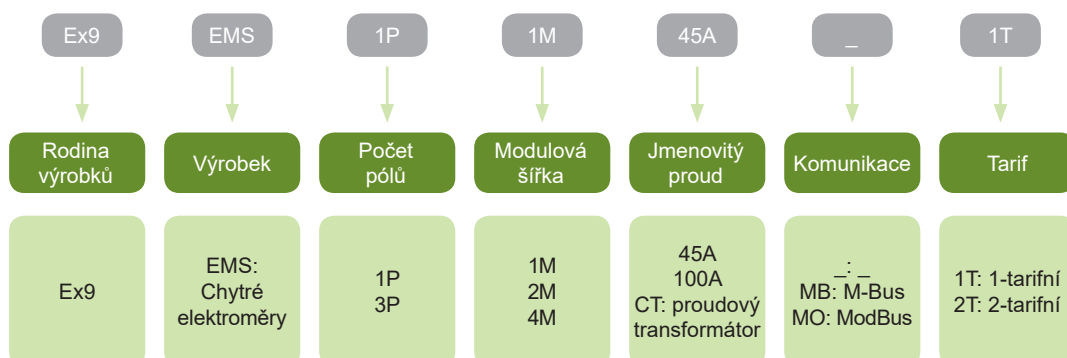 Ex9 EMS 1P 1M 45A _ 1T
Rodina
výrobků
Výrobek
Počet
pólů
Modulová
šířka
Jmenovitý
proud
Komunikace
Tarif
Ex9
EMS:
Chytré
elektroměry
1P
3P
1M
2M
4M
45A
100A
CT: proudový
transformátor
_: _
MB: M-Bus
MO: ModBus
1T: 1-tarifní
2T: 2-tarifní